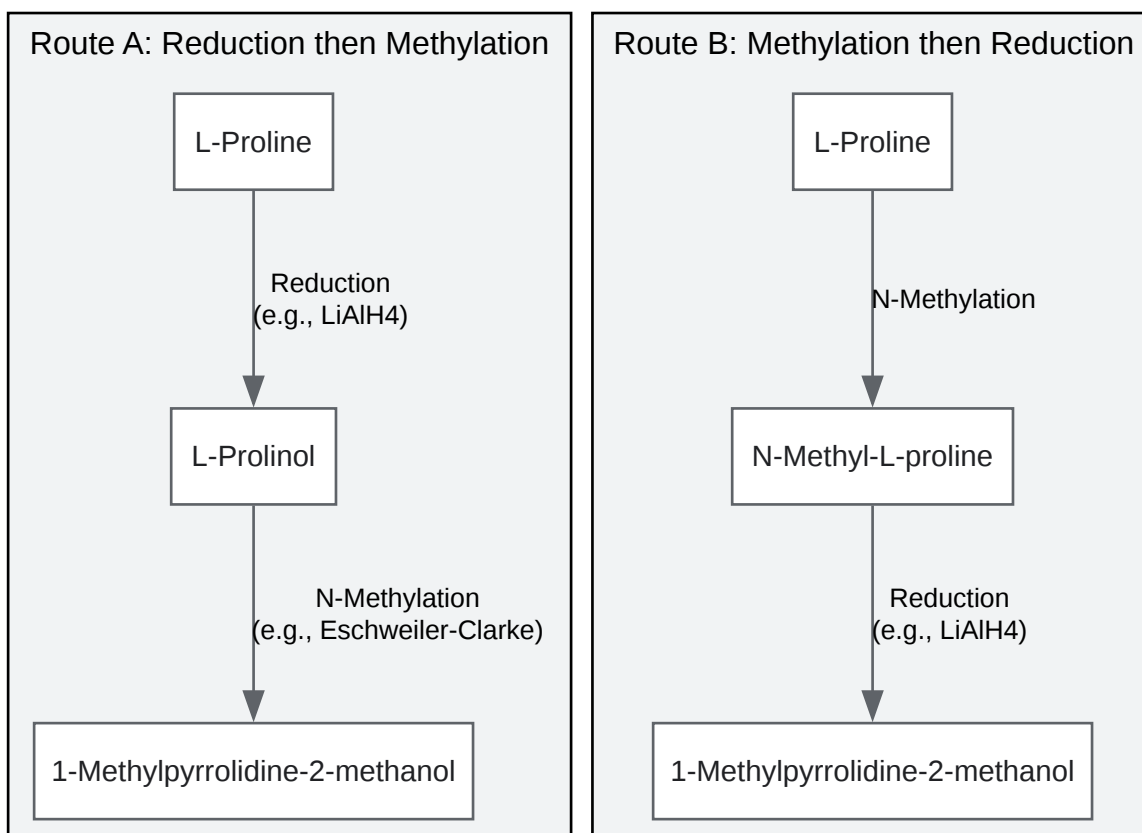 Route A: Reduction then Methylation
L-Proline
Reduction
(e.g., LiAlH4)
L-Prolinol
N-Methylation
(e.g., Eschweiler-Clarke)
1-Methylpyrrolidine-2-methanol
Route B: Methylation then Reduction
L-Proline
N-Methylation
N-Methyl-L-proline
Reduction
(e.g., LiAlH4)
1-Methylpyrrolidine-2-methanol